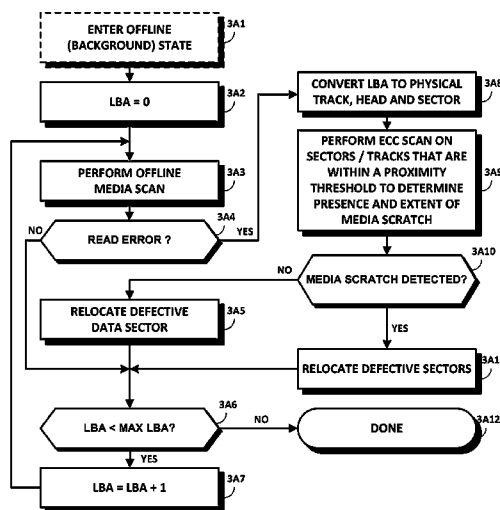 ENTER OFFLINE
(BACKGROUND) STATE
3A1
LBA = 0
3A2
PERFORM OFFLINE
MEDIA SCAN
3A3
READ ERROR ?
3A4
NO
YES
RELOCATE DEFECTIVE
DATA SECTOR
3A5
LBA < MAX LBA?
3A6
NO
YES
LBA = LBA + 1
3A7
CONVERT LBA TO PHYSICAL
TRACK, HEAD AND SECTOR
3A8
PERFORM ECC SCAN ON
SECTORS / TRACKS THAT ARE
WITHIN A PROXIMITY
THRESHOLD TO DETERMINE
PRESENCE AND EXTENT OF
MEDIA SCRATCH
3A9
MEDIA SCRATCH DETECTED?
3A10
NO
YES
RELOCATE DEFECTIVE SECTORS
3A1
DONE
3A12